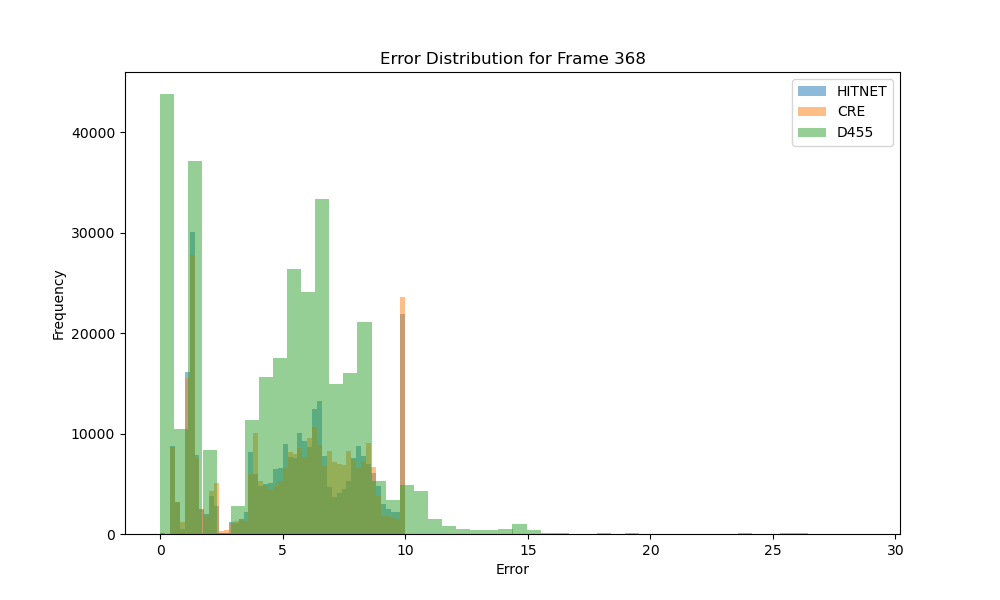 Error Distribution for Frame 368
HITNET
CRE
D455
40000
30000
20000
10000
0
Frequency
0 5 10 15 20 25 30
Error